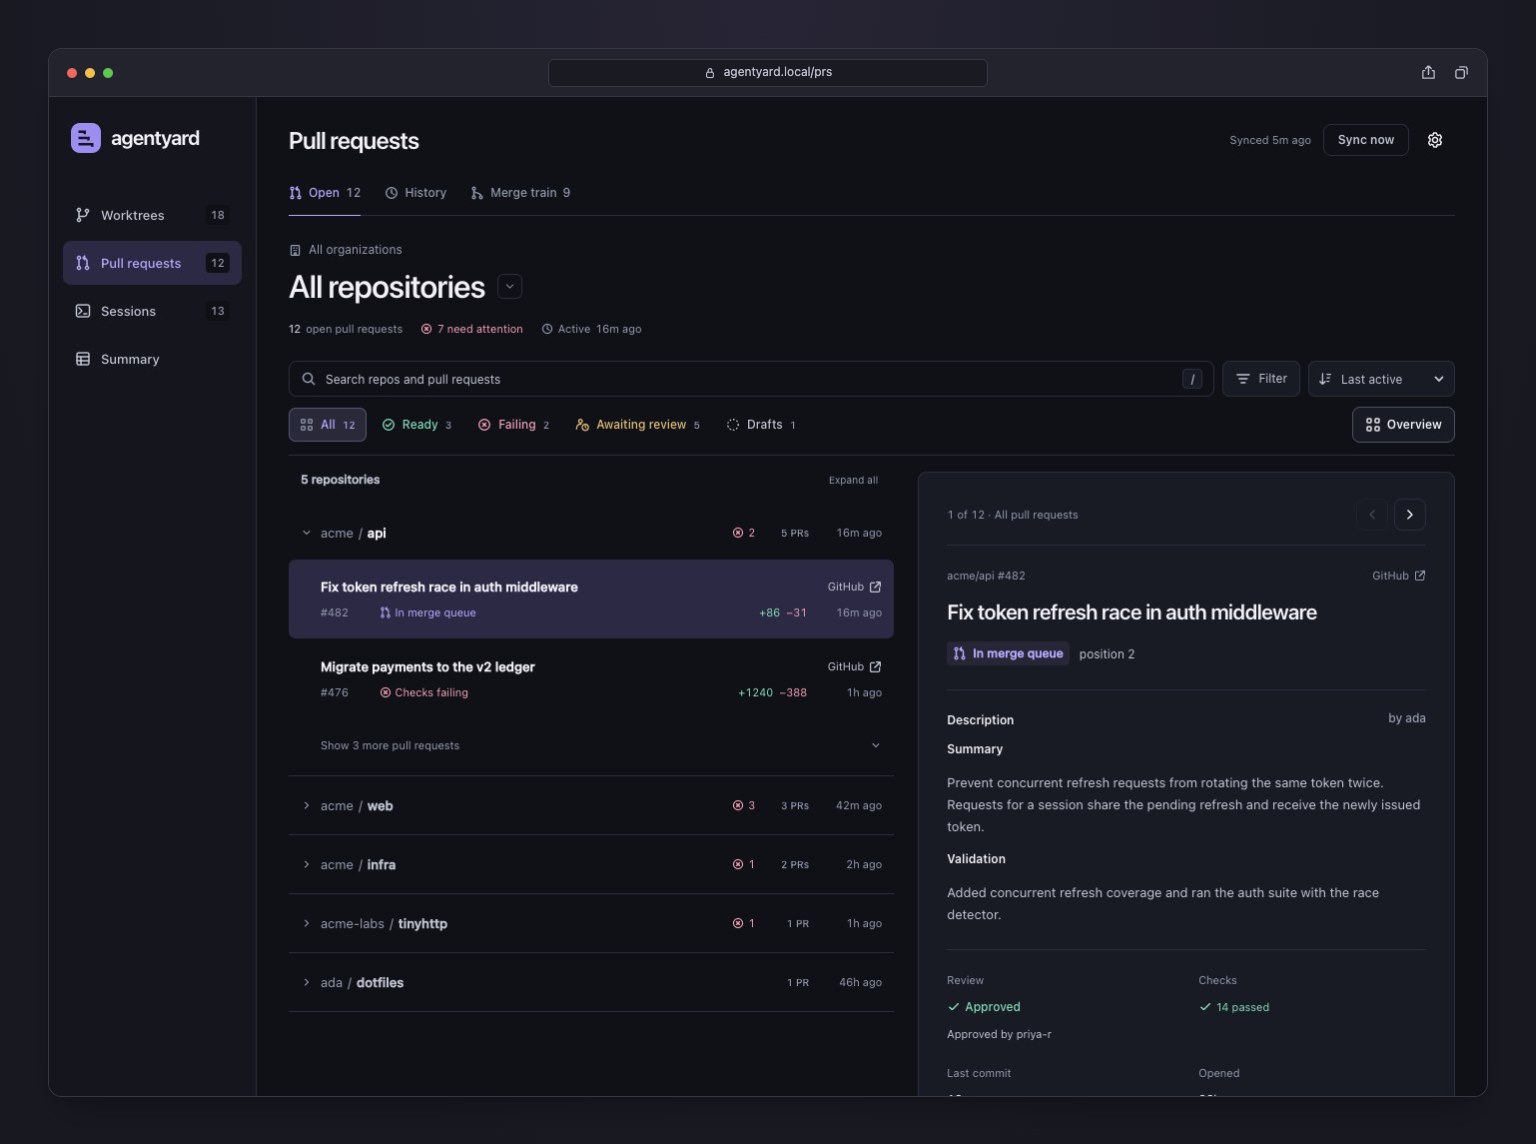 agentyard.local/prs
agentyard
Worktrees 18
Pull requests 12
Sessions 13
Summary
Pull requests
Synced 5m ago Sync now
Open 12 History Merge train 9
All organizations
All repositories
12 open pull requests 7 need attention Active 16m ago
Search repos and pull requests / Filter Last active
All 12 Ready 3 Failing 2 Awaiting review 5 Drafts 1 Overview
5 repositories Expand all
acme / api 2 5 PRs 16m ago
Fix token refresh race in auth middleware GitHub
#482 In merge queue +86 −31 16m ago
Migrate payments to the v2 ledger GitHub
#476 Checks failing +1240 −388 1h ago
Show 3 more pull requests
acme / web 3 3 PRs 42m ago
acme / infra 1 2 PRs 2h ago
acme-labs / tinyhttp 1 1 PR 1h ago
ada / dotfiles 1 PR 46h ago
1 of 12 · All pull requests
acme/api #482 GitHub
Fix token refresh race in auth middleware
In merge queue position 2
Description by ada
Summary
Prevent concurrent refresh requests from rotating the same token twice.
Requests for a session share the pending refresh and receive the newly issued
token.
Validation
Added concurrent refresh coverage and ran the auth suite with the race
detector.
Review Checks
Approved 14 passed
Approved by priya-r
Last commit Opened